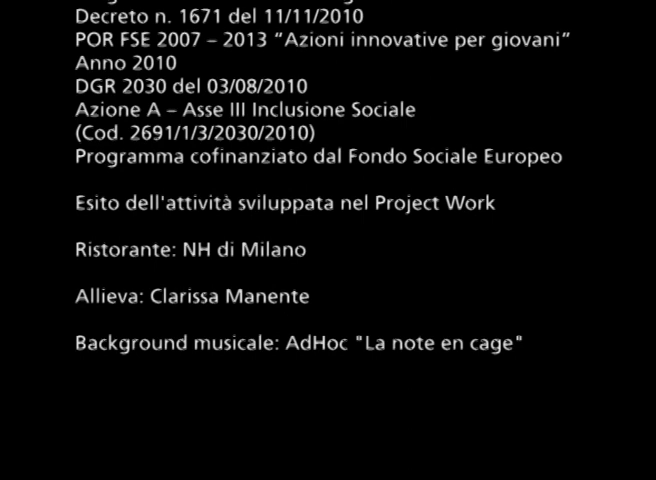 Decreto n. 1671 del 11/11/2010
POR FSE 2007 – 2013 “Azioni innovative per giovani”
Anno 2010
DGR 2030 del 03/08/2010
Azione A – Asse III Inclusione Sociale
(Cod. 2691/1/3/2030/2010)
Programma cofinanziato dal Fondo Sociale Europeo
Esito dell'attività sviluppata nel Project Work
Ristorante: NH di Milano
Allieva: Clarissa Manente
Background musicale: AdHoc "La note en cage"